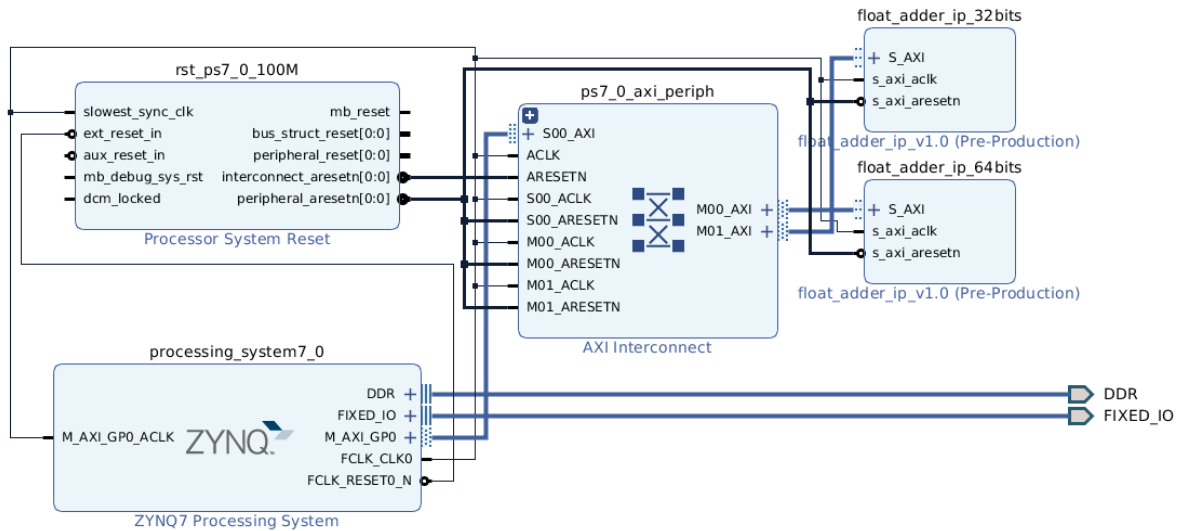 float_adder_ip_32bits
S_AXI
s_axi_aclk
s_axi_aresetn
float_adder_ip_v1.0 (Pre-Production)
rst_ps7_0_100M
slowest_sync_clk
ext_reset_in
aux_reset_in
mb_debug_sys_rst
dcm_locked
mb_reset
bus_struct_reset[0:0]
peripheral_reset[0:0]
interconnect_aresetn[0:0]
peripheral_aresetn[0:0]
Processor System Reset
ps7_0_axi_periph
S00_AXI
ACLK
ARESETN
S00_ACLK
S00_ARESETN
M00_ACLK
M00_ARESETN
M01_ACLK
M01_ARESETN
M00_AXI
M01_AXI
AXI Interconnect
float_adder_ip_64bits
S_AXI
s_axi_aclk
s_axi_aresetn
float_adder_ip_v1.0 (Pre-Production)
processing_system7_0
M_AXI_GP0_ACLK
ZYNQ
DDR
FIXED_IO
M_AXI_GP0
FCLK_CLK0
FCLK_RESET0_N
ZYNQ7 Processing System
DDR
FIXED_IO